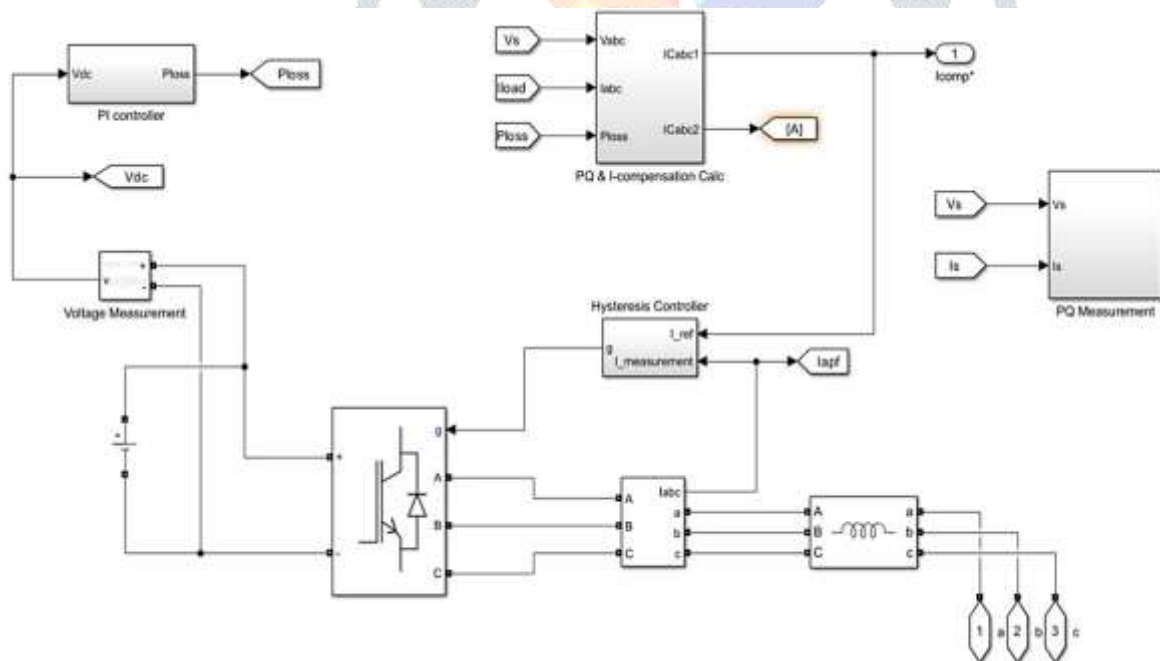 Vs
Vabc
ICabc1
1
Icomp*
Vdc
Ploss
Ploss
PI controller
Iload
Iabc
Ploss
Ploss
ICabc2
[A]
PQ & I-compensation Calc
Vdc
Vs
Vs
Is
Is
PQ Measurement
v
+
-
Voltage Measurement
Hysteresis Controller
I_ref
g
I_measurement
Iapf
+
g
+
A
B
-
C
Iabc
A
a
B
b
C
c
A
a
B
b
C
c
1
a
2
b
3
c